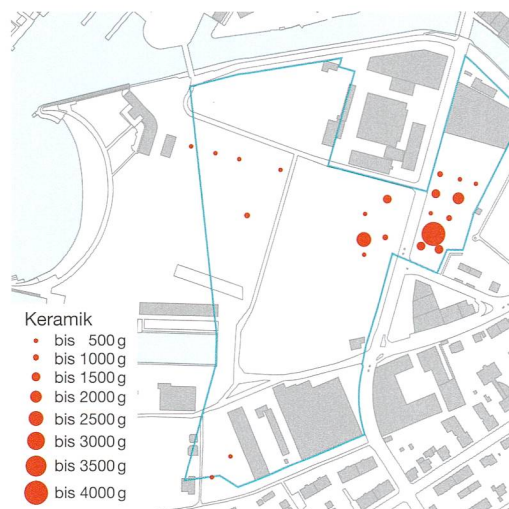 Keramik
bis 500 g
bis 1000 g
bis 1500 g
bis 2000 g
bis 2500 g
bis 3000 g
bis 3500 g
bis 4000 g